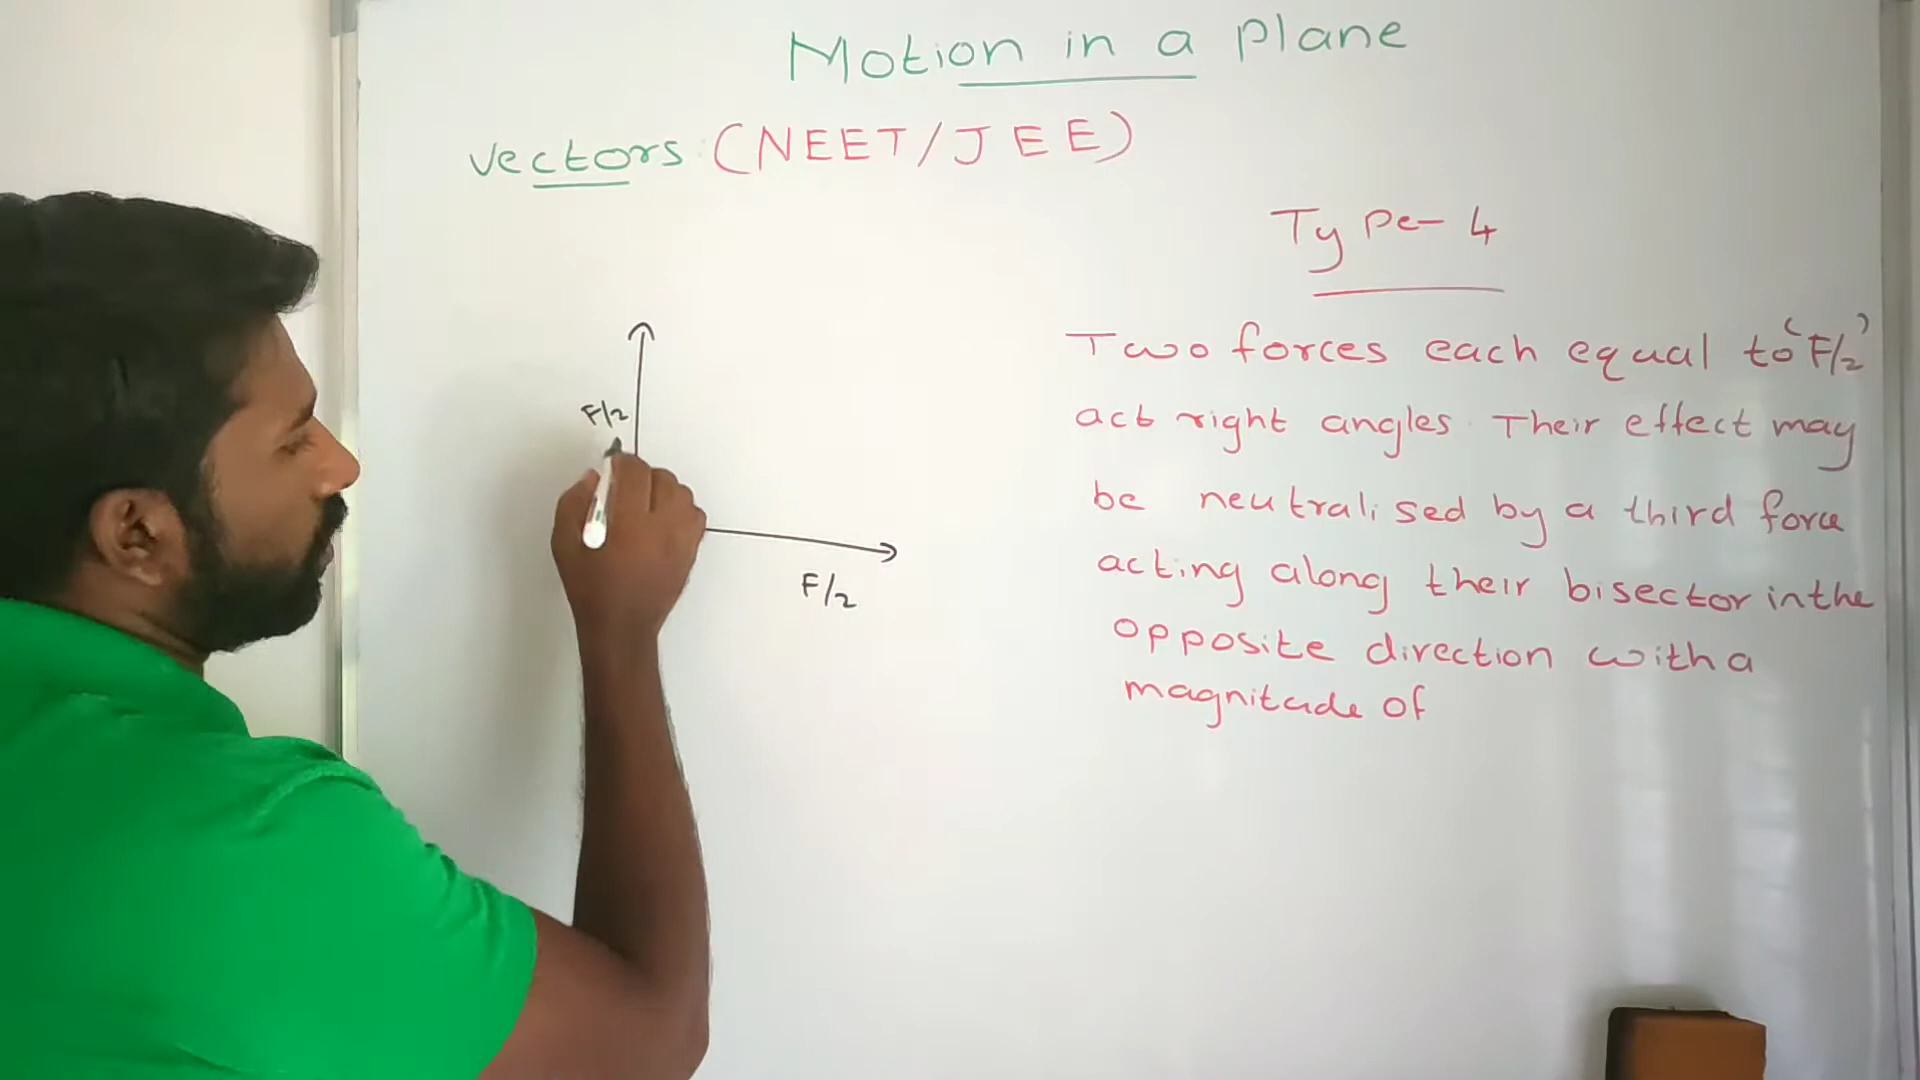 Motion in a plane
Vectors (NEET/JEE)
Type- 4
Two forces each equal to 'F/2'
act right angles. Their effect may
be neutralised by a third force
acting along their bisector in the
opposite direction with a
magnitude of
F/2
F/2